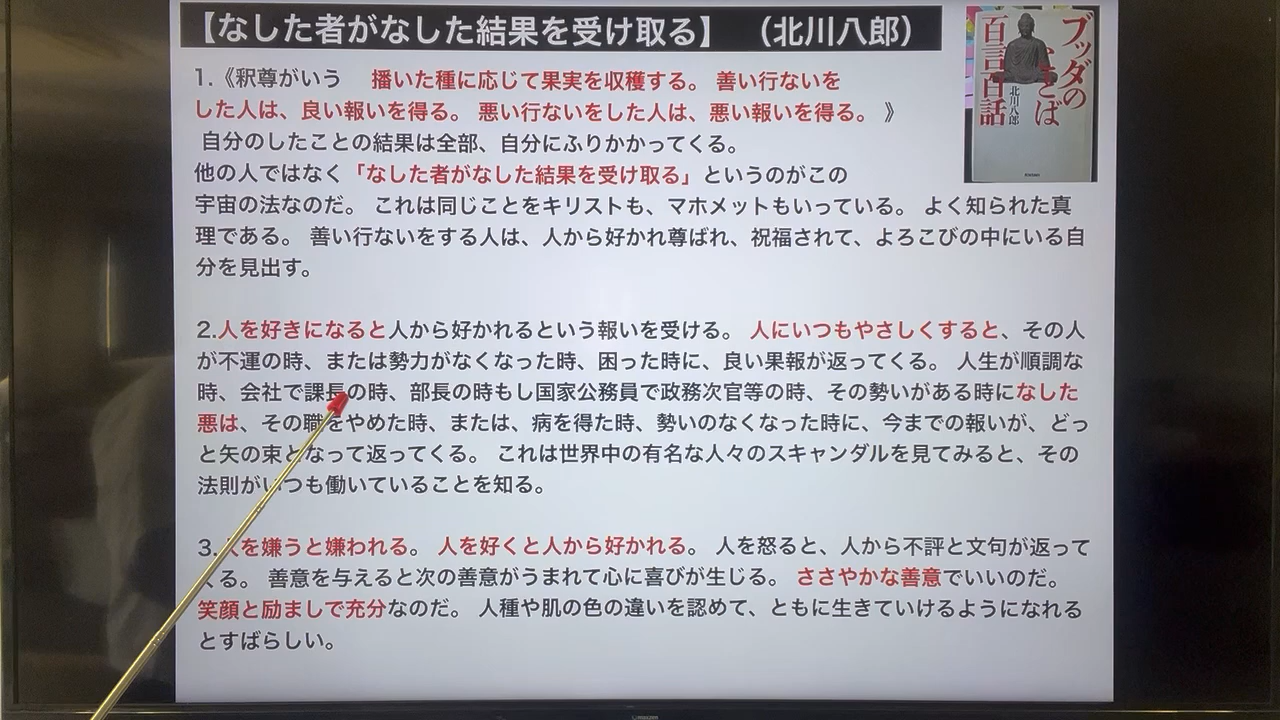 【なした者がなした結果を受け取る】 （北川八郎）
ブッダの
ことば
百言百話
北川八郎
1.《釈尊がいう 播いた種に応じて果実を収穫する。 善い行ないを
した人は、良い報いを得る。 悪い行ないをした人は、悪い報いを得る。 》
自分のしたことの結果は全部、自分にふりかかってくる。
他の人ではなく「なした者がなした結果を受け取る」というのがこの
宇宙の法なのだ。 これは同じことをキリストも、マホメットもいっている。 よく知られた真
理である。 善い行ないをする人は、人から好かれ尊ばれ、祝福されて、よろこびの中にいる自
分を見出す。
2.人を好きになると人から好かれるという報いを受ける。 人にいつもやさしくすると、その人
が不運の時、または勢力がなくなった時、困った時に、良い果報が返ってくる。 人生が順調な
時、会社で課長の時、部長の時もし国家公務員で政務次官等の時、その勢いがある時になした
悪は、その職をやめた時、または、病を得た時、勢いのなくなった時に、今までの報いが、どっ
と矢の束となって返ってくる。 これは世界中の有名な人々のスキャンダルを見てみると、その
法則がいつも働いていることを知る。
3.人を嫌うと嫌われる。 人を好くと人から好かれる。 人を怒ると、人から不評と文句が返って
くる。 善意を与えると次の善意がうまれて心に喜びが生じる。 ささやかな善意でいいのだ。
笑顔と励ましで充分なのだ。 人種や肌の色の違いを認めて、ともに生きていけるようになれる
とすばらしい。